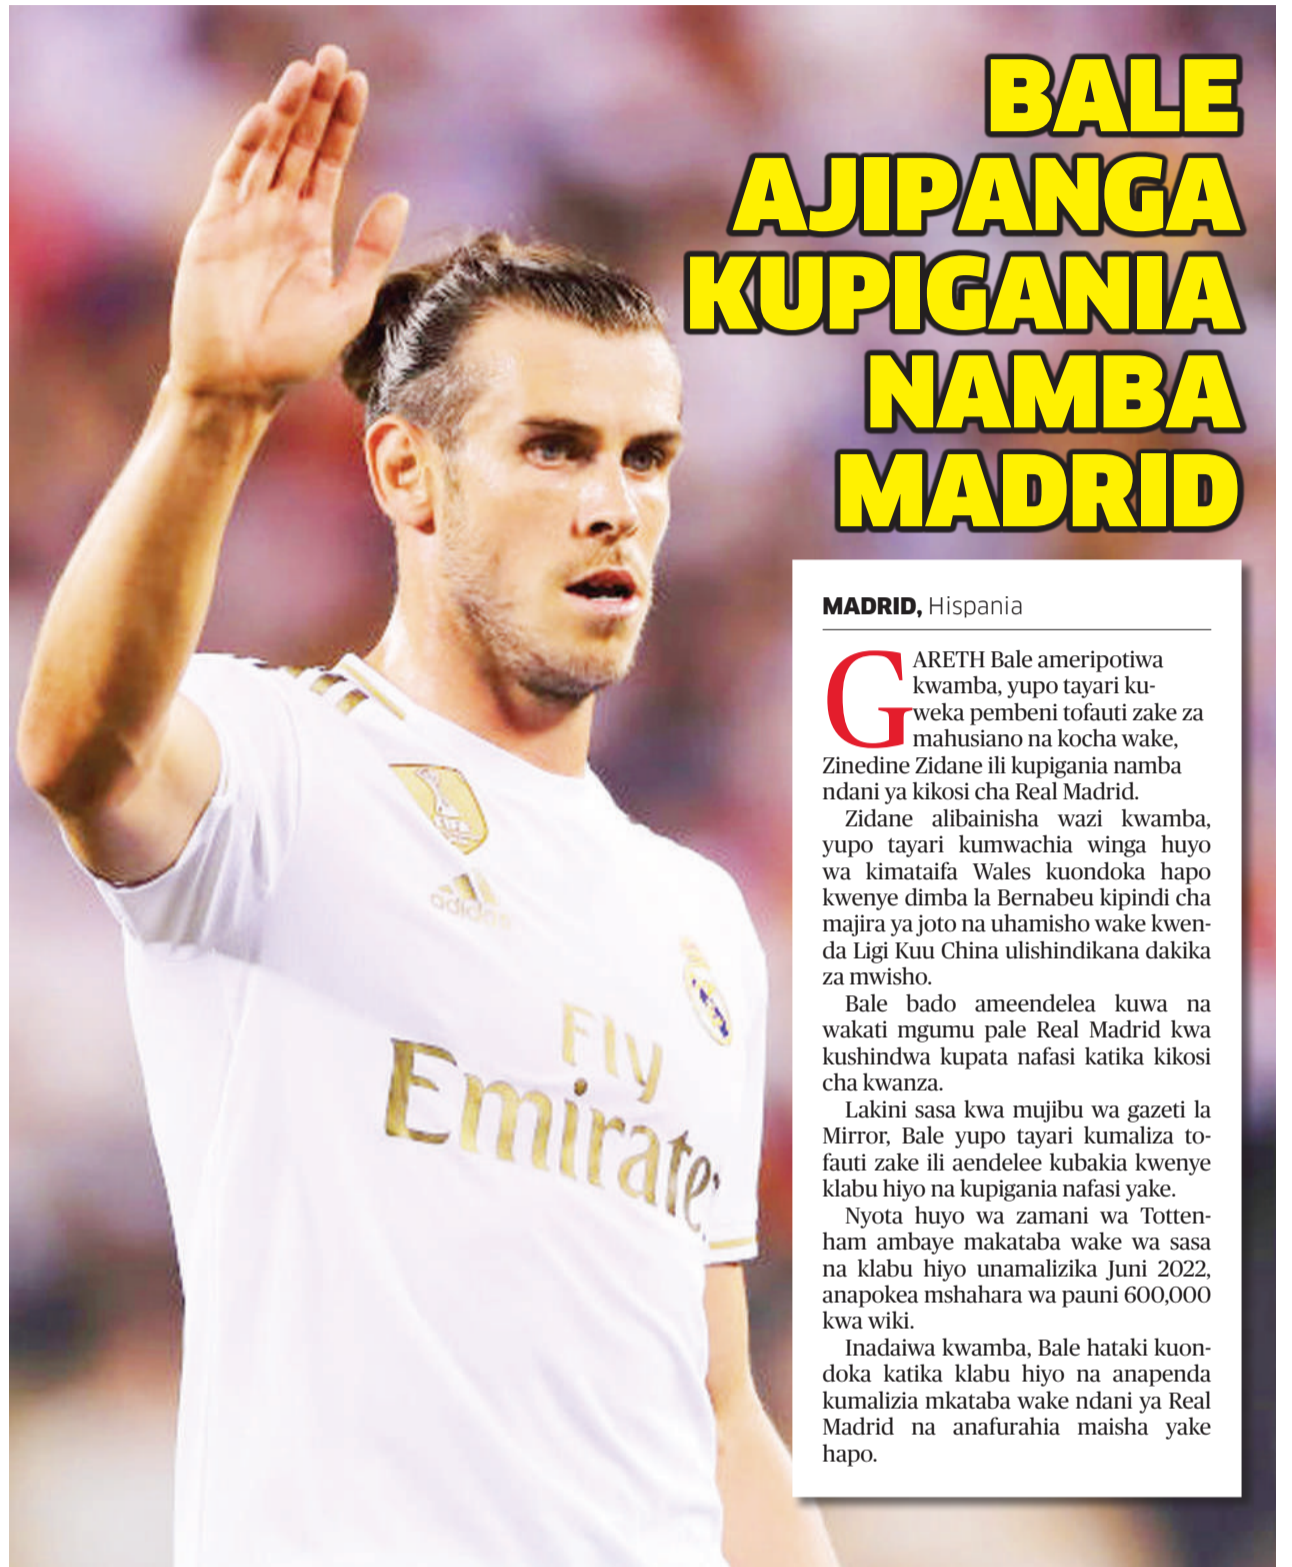 BALE
AJIPANGA
KUPIGANIA
NAMBA
MADRID
MADRID, Hispania
GARETH Bale ameripotiwa
kwamba, yupo tayari ku-
weka pembeni tofauti zake za
mahusiano na kocha wake,
Zinedine Zidane ili kupigania namba
ndani ya kikosi cha Real Madrid.
Zidane alibainisha wazi kwamba,
yupo tayari kumwachia winga huyo
wa kimataifa Wales kuondoka hapo
kwenye dimba la Bernabeu kipindi cha
majira ya joto na uhamisho wake kwen-
da Ligi Kuu China ulishindikana dakika
za mwisho.
Bale bado ameendelea kuwa na
wakati mgumu pale Real Madrid kwa
kushindwa kupata nafasi katika kikosi
cha kwanza.
Lakini sasa kwa mujibu wa gazeti la
Mirror, Bale yupo tayari kumaliza to-
fauti zake ili aendelee kubakia kwenye
klabu hiyo na kupigania nafasi yake.
Nyota huyo wa zamani wa Totten-
ham ambaye makataba wake wa sasa
na klabu hiyo unamalizika Juni 2022,
anapokea mshahara wa pauni 600,000
kwa wiki.
Inadaiwa kwamba, Bale hataki kuon-
doka katika klabu hiyo na anapenda
kumalizia mkataba wake ndani ya Real
Madrid na anafurahia maisha yake
hapo.
adidas
Fly
Emirate